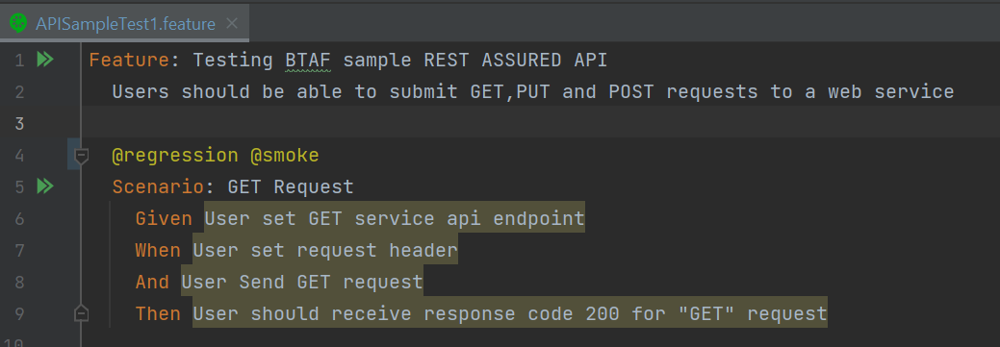 APISampleTest1.feature
1 Feature: Testing BTAF sample REST ASSURED API
2 Users should be able to submit GET,PUT and POST requests to a web service
3
4 @regression @smoke
5 Scenario: GET Request
6 Given User set GET service api endpoint
7 When User set request header
8 And User Send GET request
9 Then User should receive response code 200 for "GET" request
10